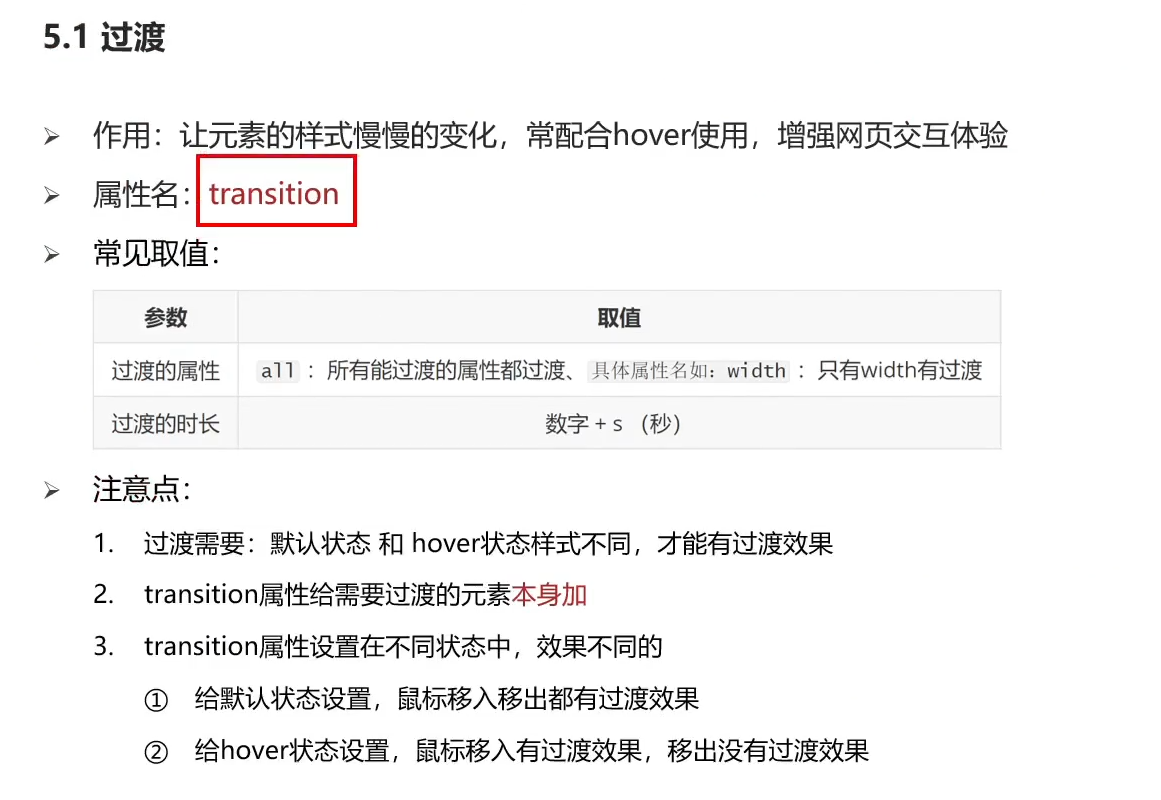 5.1 过渡
作用：让元素的样式慢慢的变化，常配合hover使用，增强网页交互体验
属性名：transition
常见取值：
参数 取值
过渡的属性 all ：所有能过渡的属性都过渡、具体属性名如：width ：只有width有过渡
过渡的时长 数字 + s （秒）
注意点：
1. 过渡需要：默认状态 和 hover状态样式不同，才能有过渡效果
2. transition属性给需要过渡的元素本身加
3. transition属性设置在不同状态中，效果不同的
① 给默认状态设置，鼠标移入移出都有过渡效果
② 给hover状态设置，鼠标移入有过渡效果，移出没有过渡效果